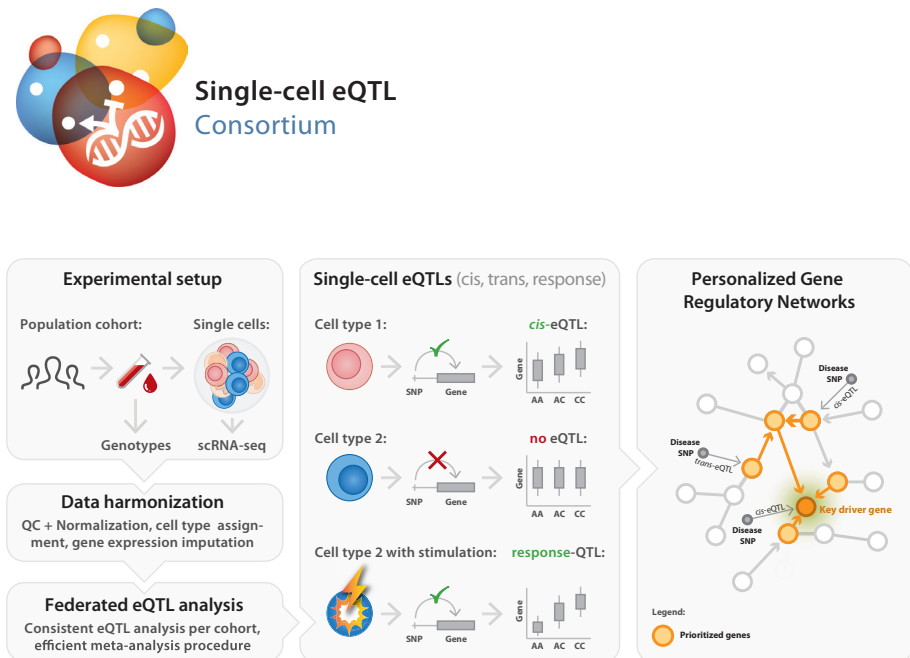 Single-cell eQTL
Consortium
Experimental setup
Population cohort:
Single cells:
Genotypes
scRNA-seq
Data harmonization
QC + Normalization, cell type assign-
ment, gene expression imputation
Federated eQTL analysis
Consistent eQTL analysis per cohort,
efficient meta-analysis procedure
Single-cell eQTLs (cis, trans, response)
Cell type 1:
cis-eQTL:
SNP
Gene
Gene
AA AC CC
Cell type 2:
no eQTL:
SNP
Gene
Gene
AA AC CC
Cell type 2 with stimulation:
response-QTL:
SNP
Gene
Gene
AA AC CC
Personalized Gene
Regulatory Networks
Disease
SNP
cis-eQTL
Disease
SNP
trans-eQTL
cis-eQTL
Disease
SNP
Key driver gene
Legend:
Prioritized genes